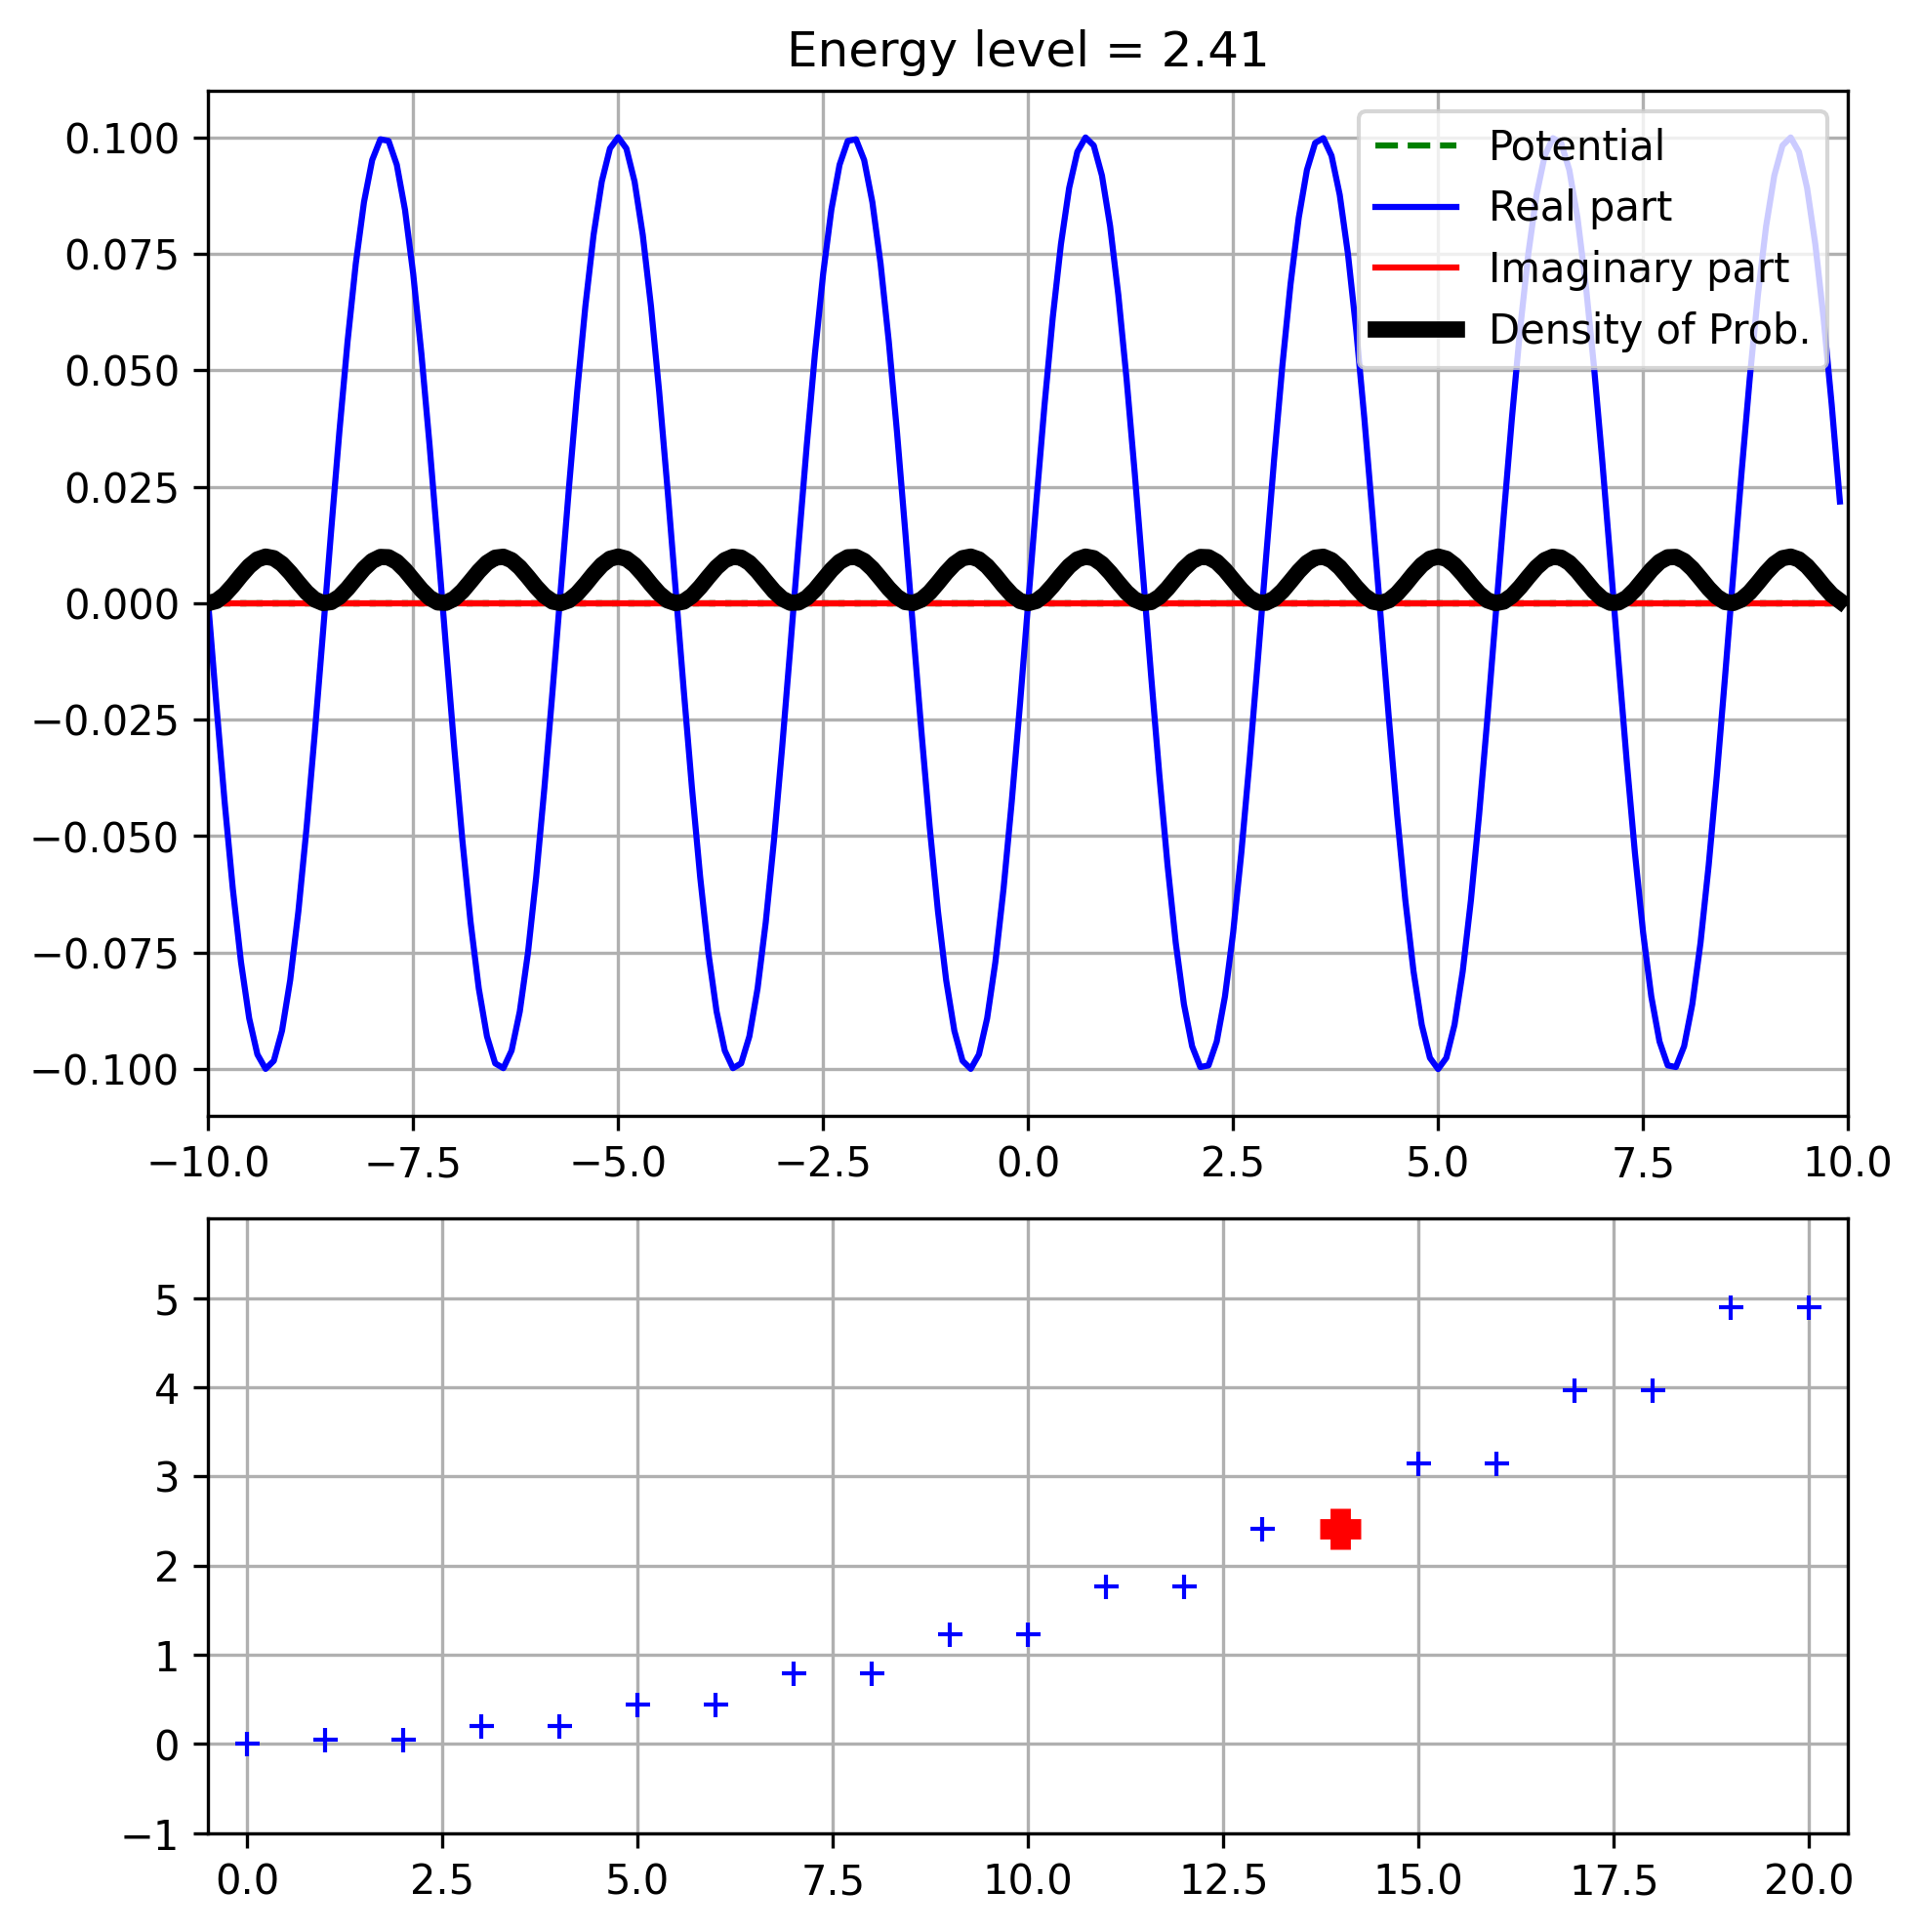 Energy level = 2.41
0.100
0.075
0.050
0.025
0.000
−0.025
−0.050
−0.075
−0.100
Potential
Real part
Imaginary part
Density of Prob.
−10.0 −7.5 −5.0 −2.5 0.0 2.5 5.0 7.5 10.0
5
4
3
2
1
0
−1
0.0 2.5 5.0 7.5 10.0 12.5 15.0 17.5 20.0